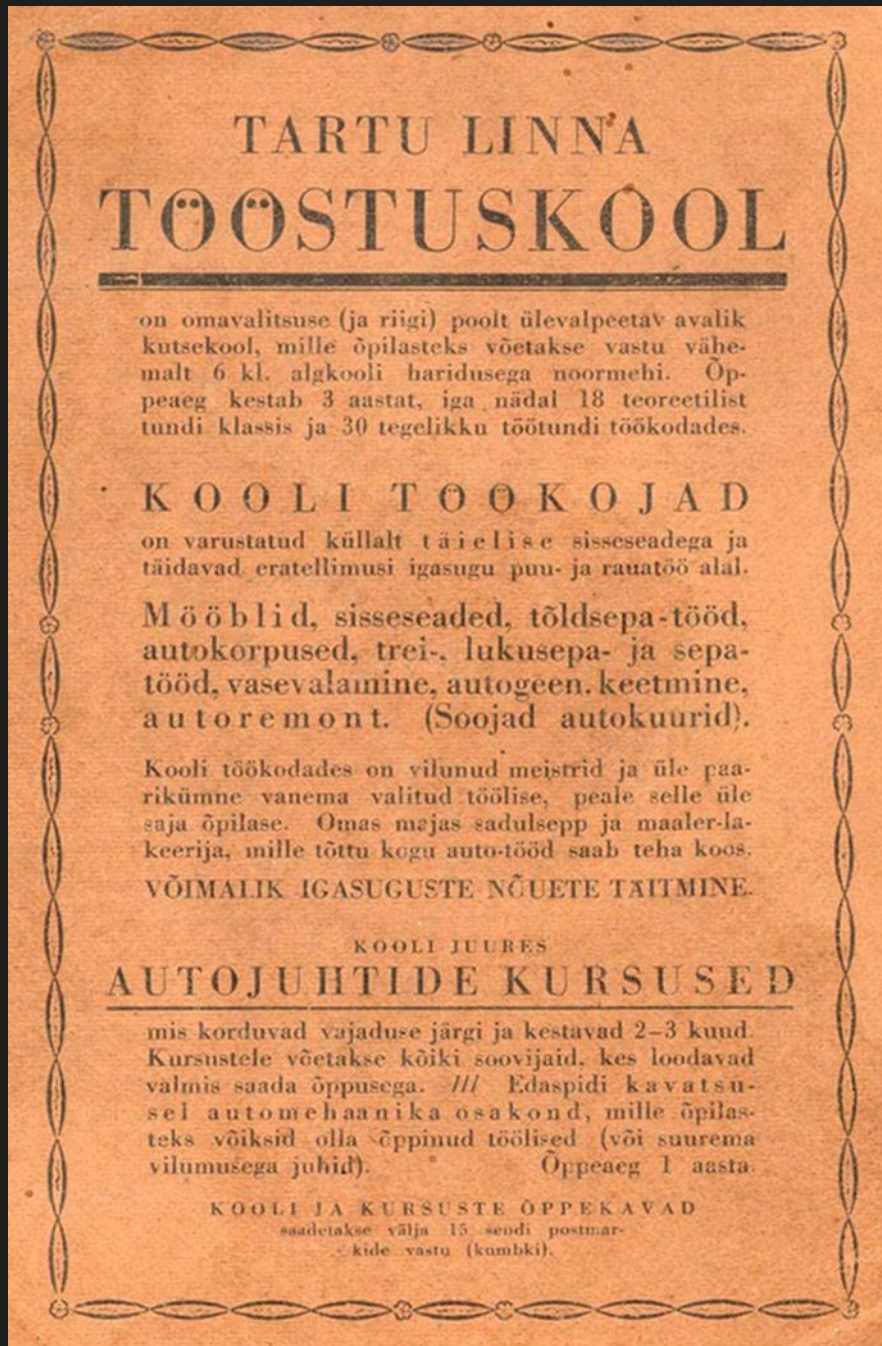 TARTU LINNA
TÖÖSTUSKOOL
on omavalitsuse (ja riigi) poolt ülevalpeetav avalik
kutsekool, mille õpilasteks võetakse vastu vähe-
malt 6 kl. algkooli haridusega noormehi. Õp-
peaeg kestab 3 aastat, iga nädal 18 teoreetilist
tundi klassis ja 30 tegelikku töötundi töökodades.
KOOLI TÖÖKOJAD
on varustatud küllalt täielise sisseseadega ja
täidavad eratellimusi igasugu puu- ja rauatöö alal.
Mööblid, sisseseaded, tõldsepa-tööd,
autokorpused, trei-, lukusepa- ja sepa-
tööd, vasevalamine, autogeen. keetmine,
autoremont. (Soojad autokuurid).
Kooli töökodades on vilunud meistrid ja üle paa-
rikümne vanema valitud töölise, peale selle üle
saja õpilase. Omas majas sadulsepp ja maaler-la-
keerija, mille tõttu kogu auto-tööd saab teha koos.
VÕIMALIK IGASUGUSTE NÕUETE TÄITMINE.
KOOLI JUURES
AUTOJUHTIDE KURSUSED
mis korduvad vajaduse järgi ja kestavad 2–3 kuud.
Kursustele võetakse kõiki soovijaid, kes loodavad
valmis saada õppusega. /// Edaspidi kavatsu-
sel automehaanika osakond, mille õpilas-
teks võiksid olla õppinud töölised (või suurema
vilumusega juhid). Õppeaeg 1 aasta.
KOOLI JA KURSUSTE ÕPPEKAVAD
saadetakse välja 15 sendi postmar-
kide vastu (kumbki).